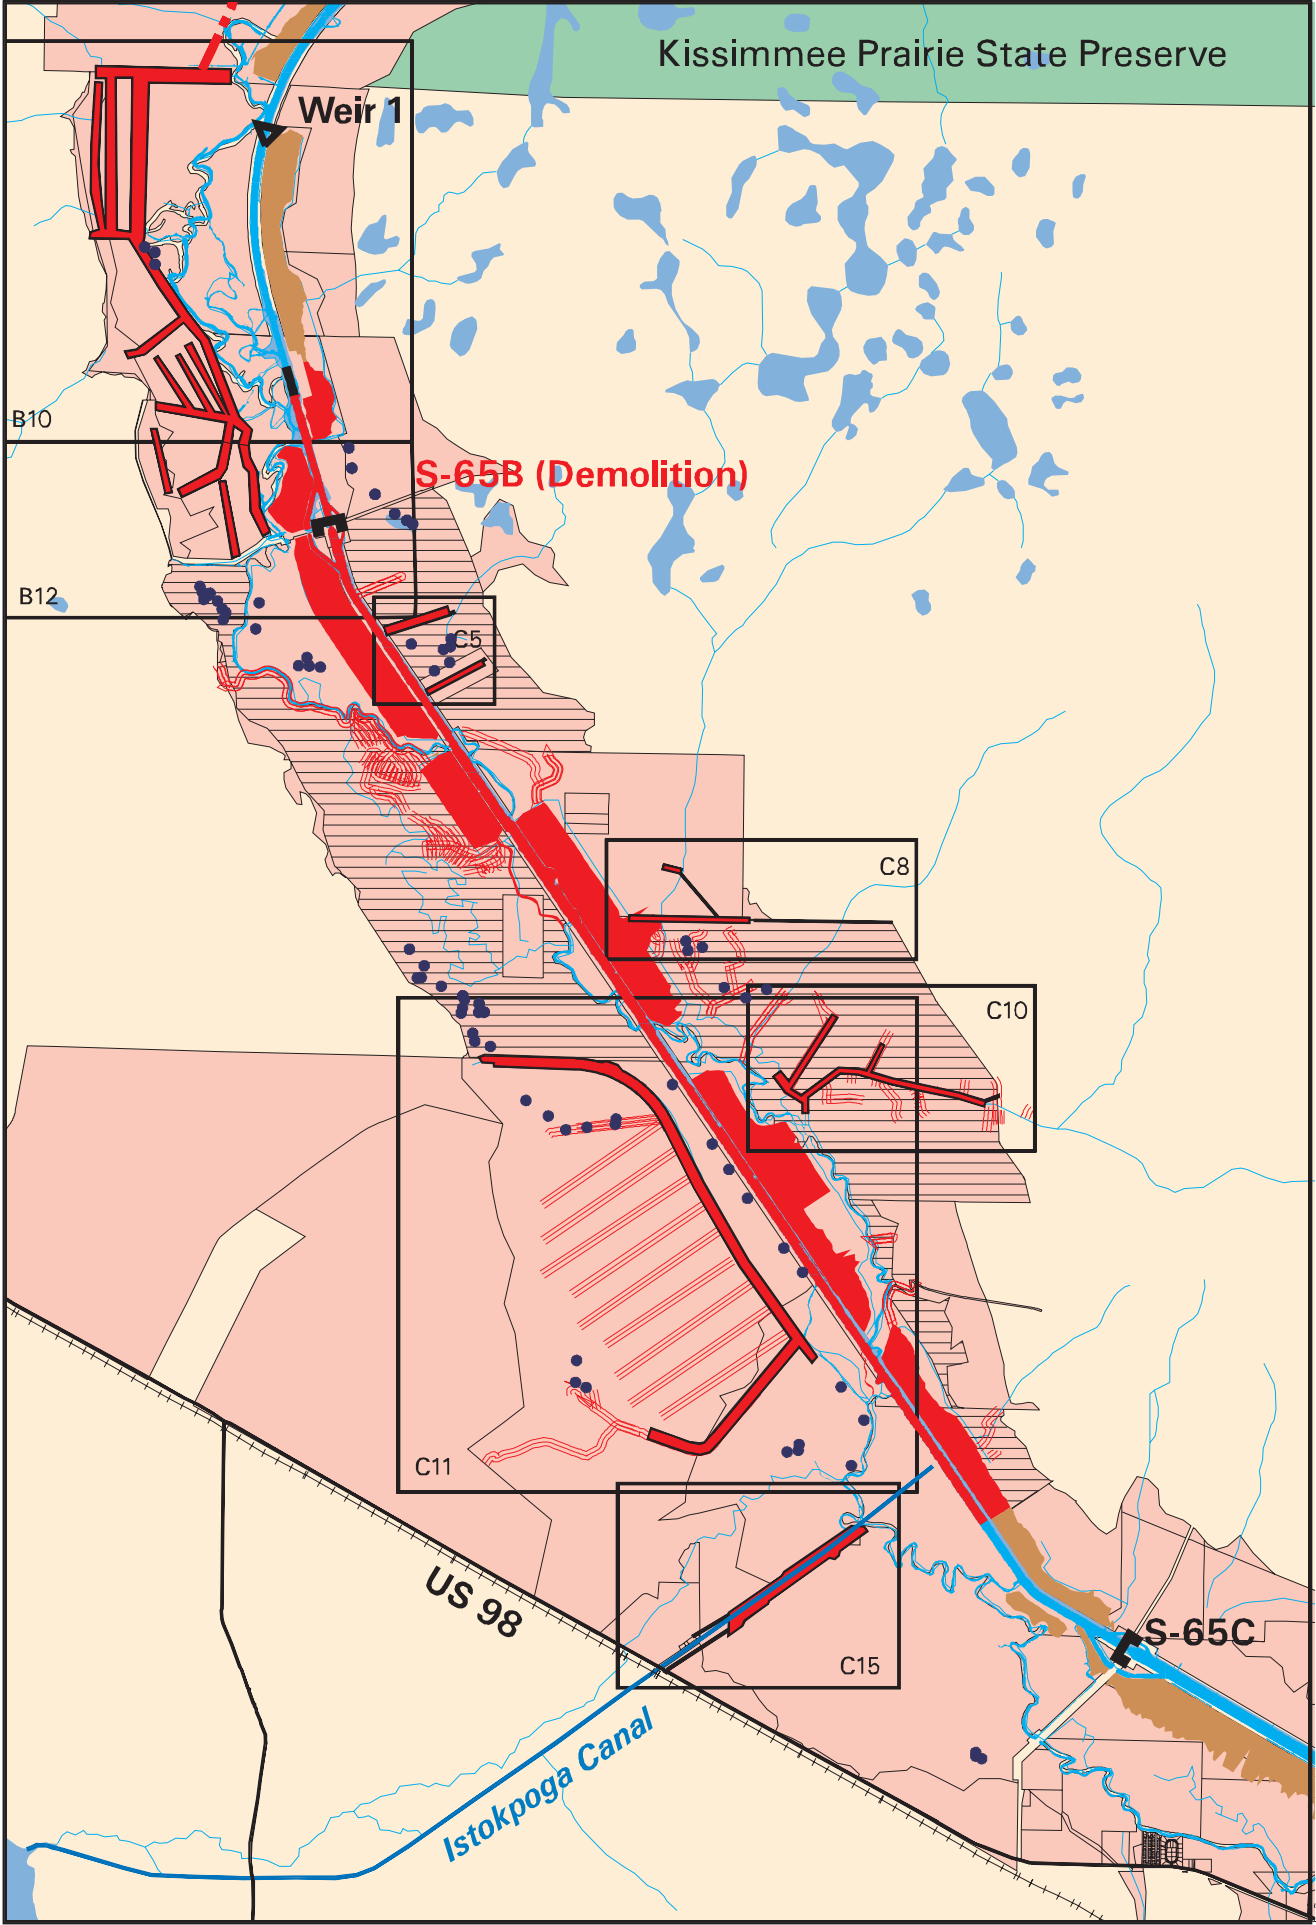 Kissimmee Prairie State Preserve
Weir 1
B10
S-65B (Demolition)
B12
C5
C8
C10
C11
US 98
S-65C
C15
Istokpoga Canal